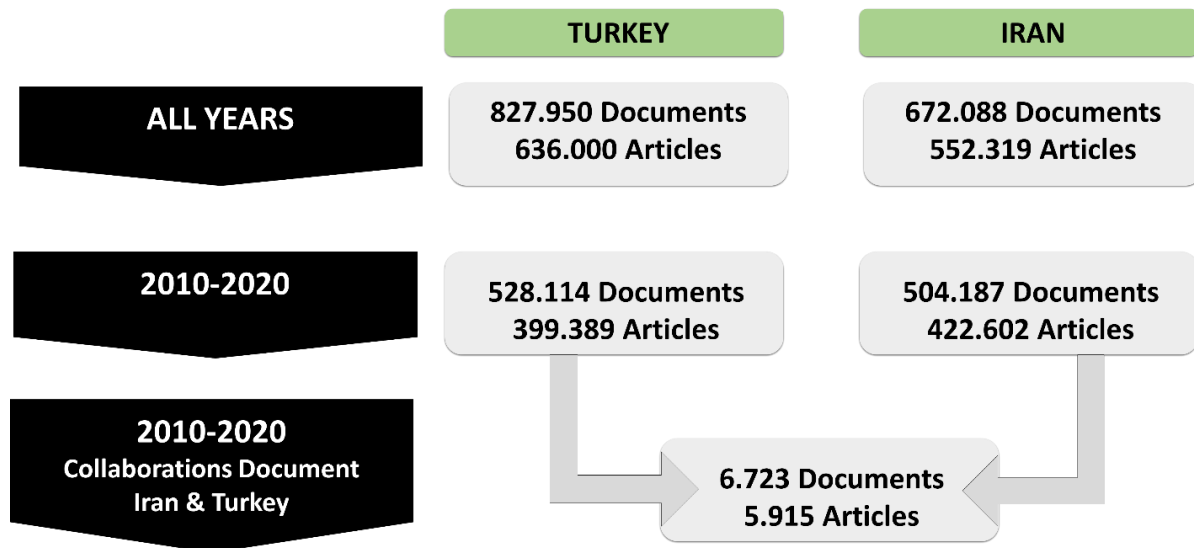 TURKEY
IRAN
ALL YEARS
827.950 Documents
636.000 Articles
672.088 Documents
552.319 Articles
2010-2020
528.114 Documents
399.389 Articles
504.187 Documents
422.602 Articles
2010-2020
Collaborations Document
Iran & Turkey
6.723 Documents
5.915 Articles